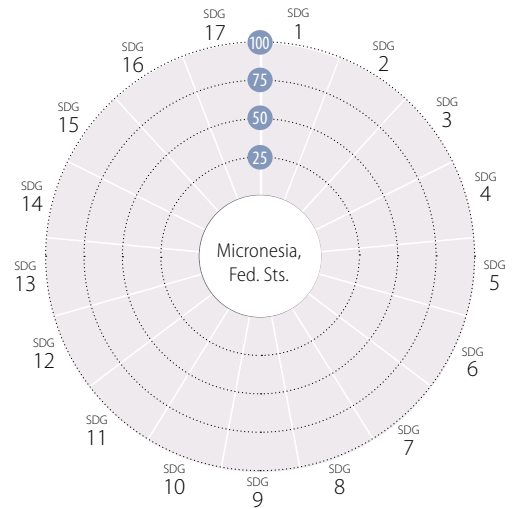 SDG
1
SDG
2
SDG
3
SDG
4
SDG
5
SDG
6
SDG
7
SDG
8
SDG
9
SDG
10
SDG
11
SDG
12
SDG
13
SDG
14
SDG
15
SDG
16
SDG
17
100
75
50
25
Micronesia,
Fed. Sts.